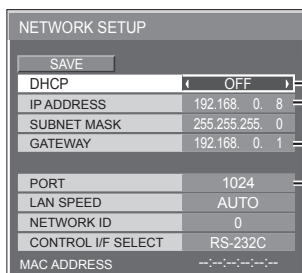 NETWORK SETUP
SAVE
DHCP OFF
IP ADDRESS 192.168. 0. 8
SUBNET MASK 255.255.255. 0
GATEWAY 192.168. 0. 1
PORT 1024
LAN SPEED AUTO
NETWORK ID 0
CONTROL I/F SELECT RS-232C
MAC ADDRESS --:--:--:--:--:--